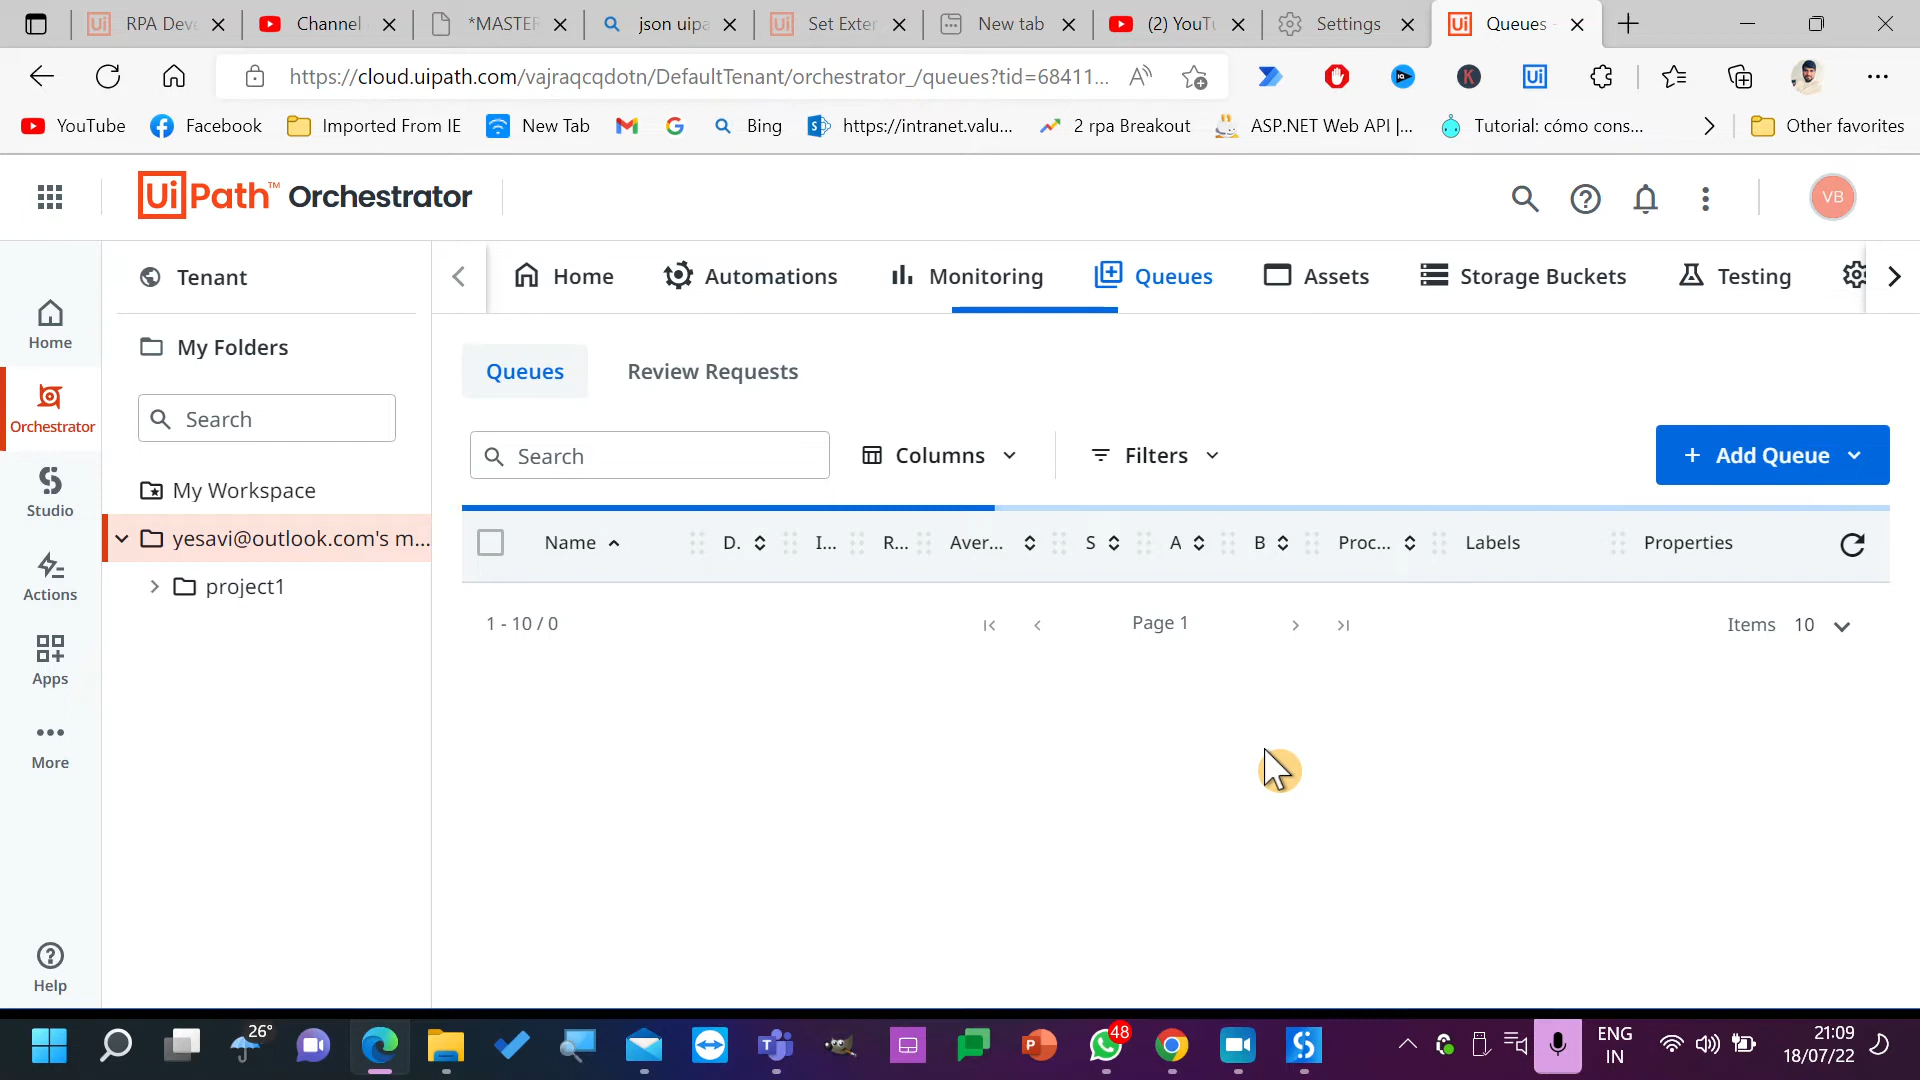 RPA Deve
Channel
*MASTER
json uipa
Set Exter
New tab
(2) YouTu
Settings
Queues
https://cloud.uipath.com/vajraqcqdotn/DefaultTenant/orchestrator_/queues?tid=68411...
YouTube
Facebook
Imported From IE
New Tab
Bing
https://intranet.valu...
2 rpa Breakout
ASP.NET Web API |...
Tutorial: cómo cons...
Other favorites
UiPath™ Orchestrator
VB
Tenant
My Folders
Search
My Workspace
yesavi@outlook.com's m...
project1
Home
Orchestrator
Studio
Actions
Apps
More
Help
Home
Automations
Monitoring
Queues
Assets
Storage Buckets
Testing
Queues
Review Requests
Search
Columns
Filters
+ Add Queue
Name
D.
I...
R...
Aver...
S
A
B
Proc...
Labels
Properties
1 - 10 / 0
Page 1
Items 10
26°
48
ENG
IN
21:09
18/07/22